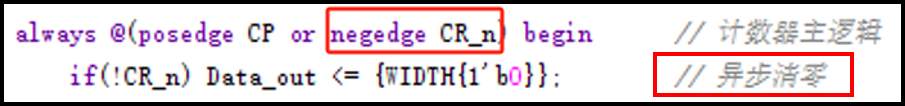 always @(posedge CP or negedge CR_n) begin // 计数器主逻辑
if(!CR_n) Data_out <= {WIDTH{1'b0}}; // 异步清零